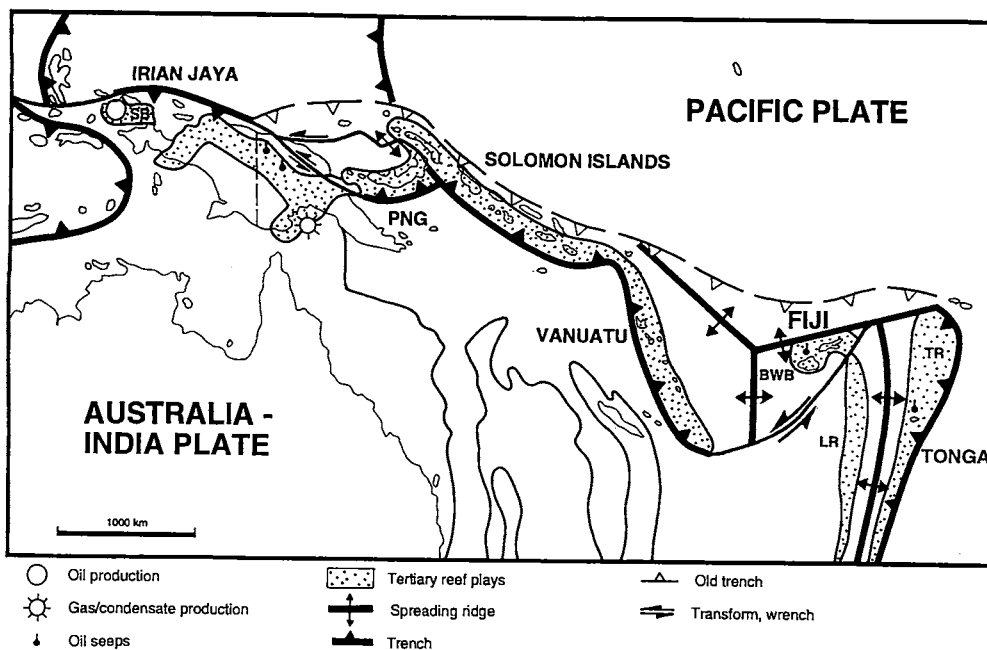 IRIAN JAYA
SB
PACIFIC PLATE
SOLOMON ISLANDS
PNG
FIJI
VANUATU
BWB
TR
AUSTRALIA -
INDIA PLATE
LR
TONGA
1000 km
Oil production
Tertiary reef plays
Old trench
Gas/condensate production
Spreading ridge
Transform, wrench
Oil seeps
Trench